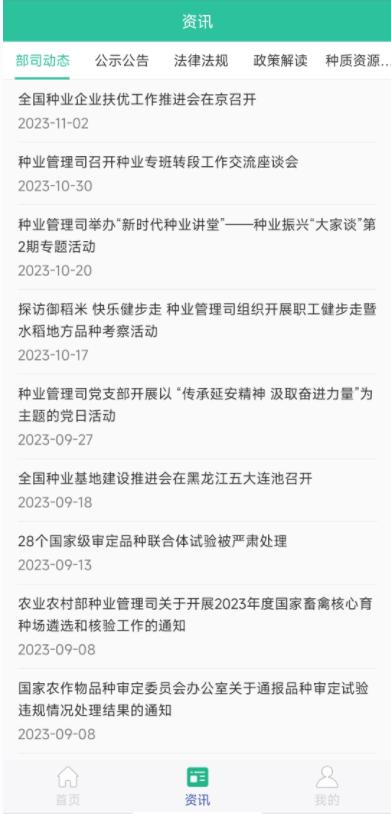 资讯
部司动态 公示公告 法律法规 政策解读 种质资源...
全国种业企业扶优工作推进会在京召开
2023-11-02
种业管理司召开种业专班转段工作交流座谈会
2023-10-30
种业管理司举办“新时代种业讲堂”——种业振兴“大家谈”第
2期专题活动
2023-10-20
探访御稻米 快乐健步走 种业管理司组织开展职工健步走暨
水稻地方品种考察活动
2023-10-17
种业管理司党支部开展以 “传承延安精神 汲取奋进力量”为
主题的党日活动
2023-09-27
全国种业基地建设推进会在黑龙江五大连池召开
2023-09-18
28个国家级审定品种联合体试验被严肃处理
2023-09-13
农业农村部种业管理司关于开展2023年度国家畜禽核心育
种场遴选和核验工作的通知
2023-09-08
国家农作物品种审定委员会办公室关于通报品种审定试验
违规情况处理结果的通知
2023-09-08
首页 资讯 我的